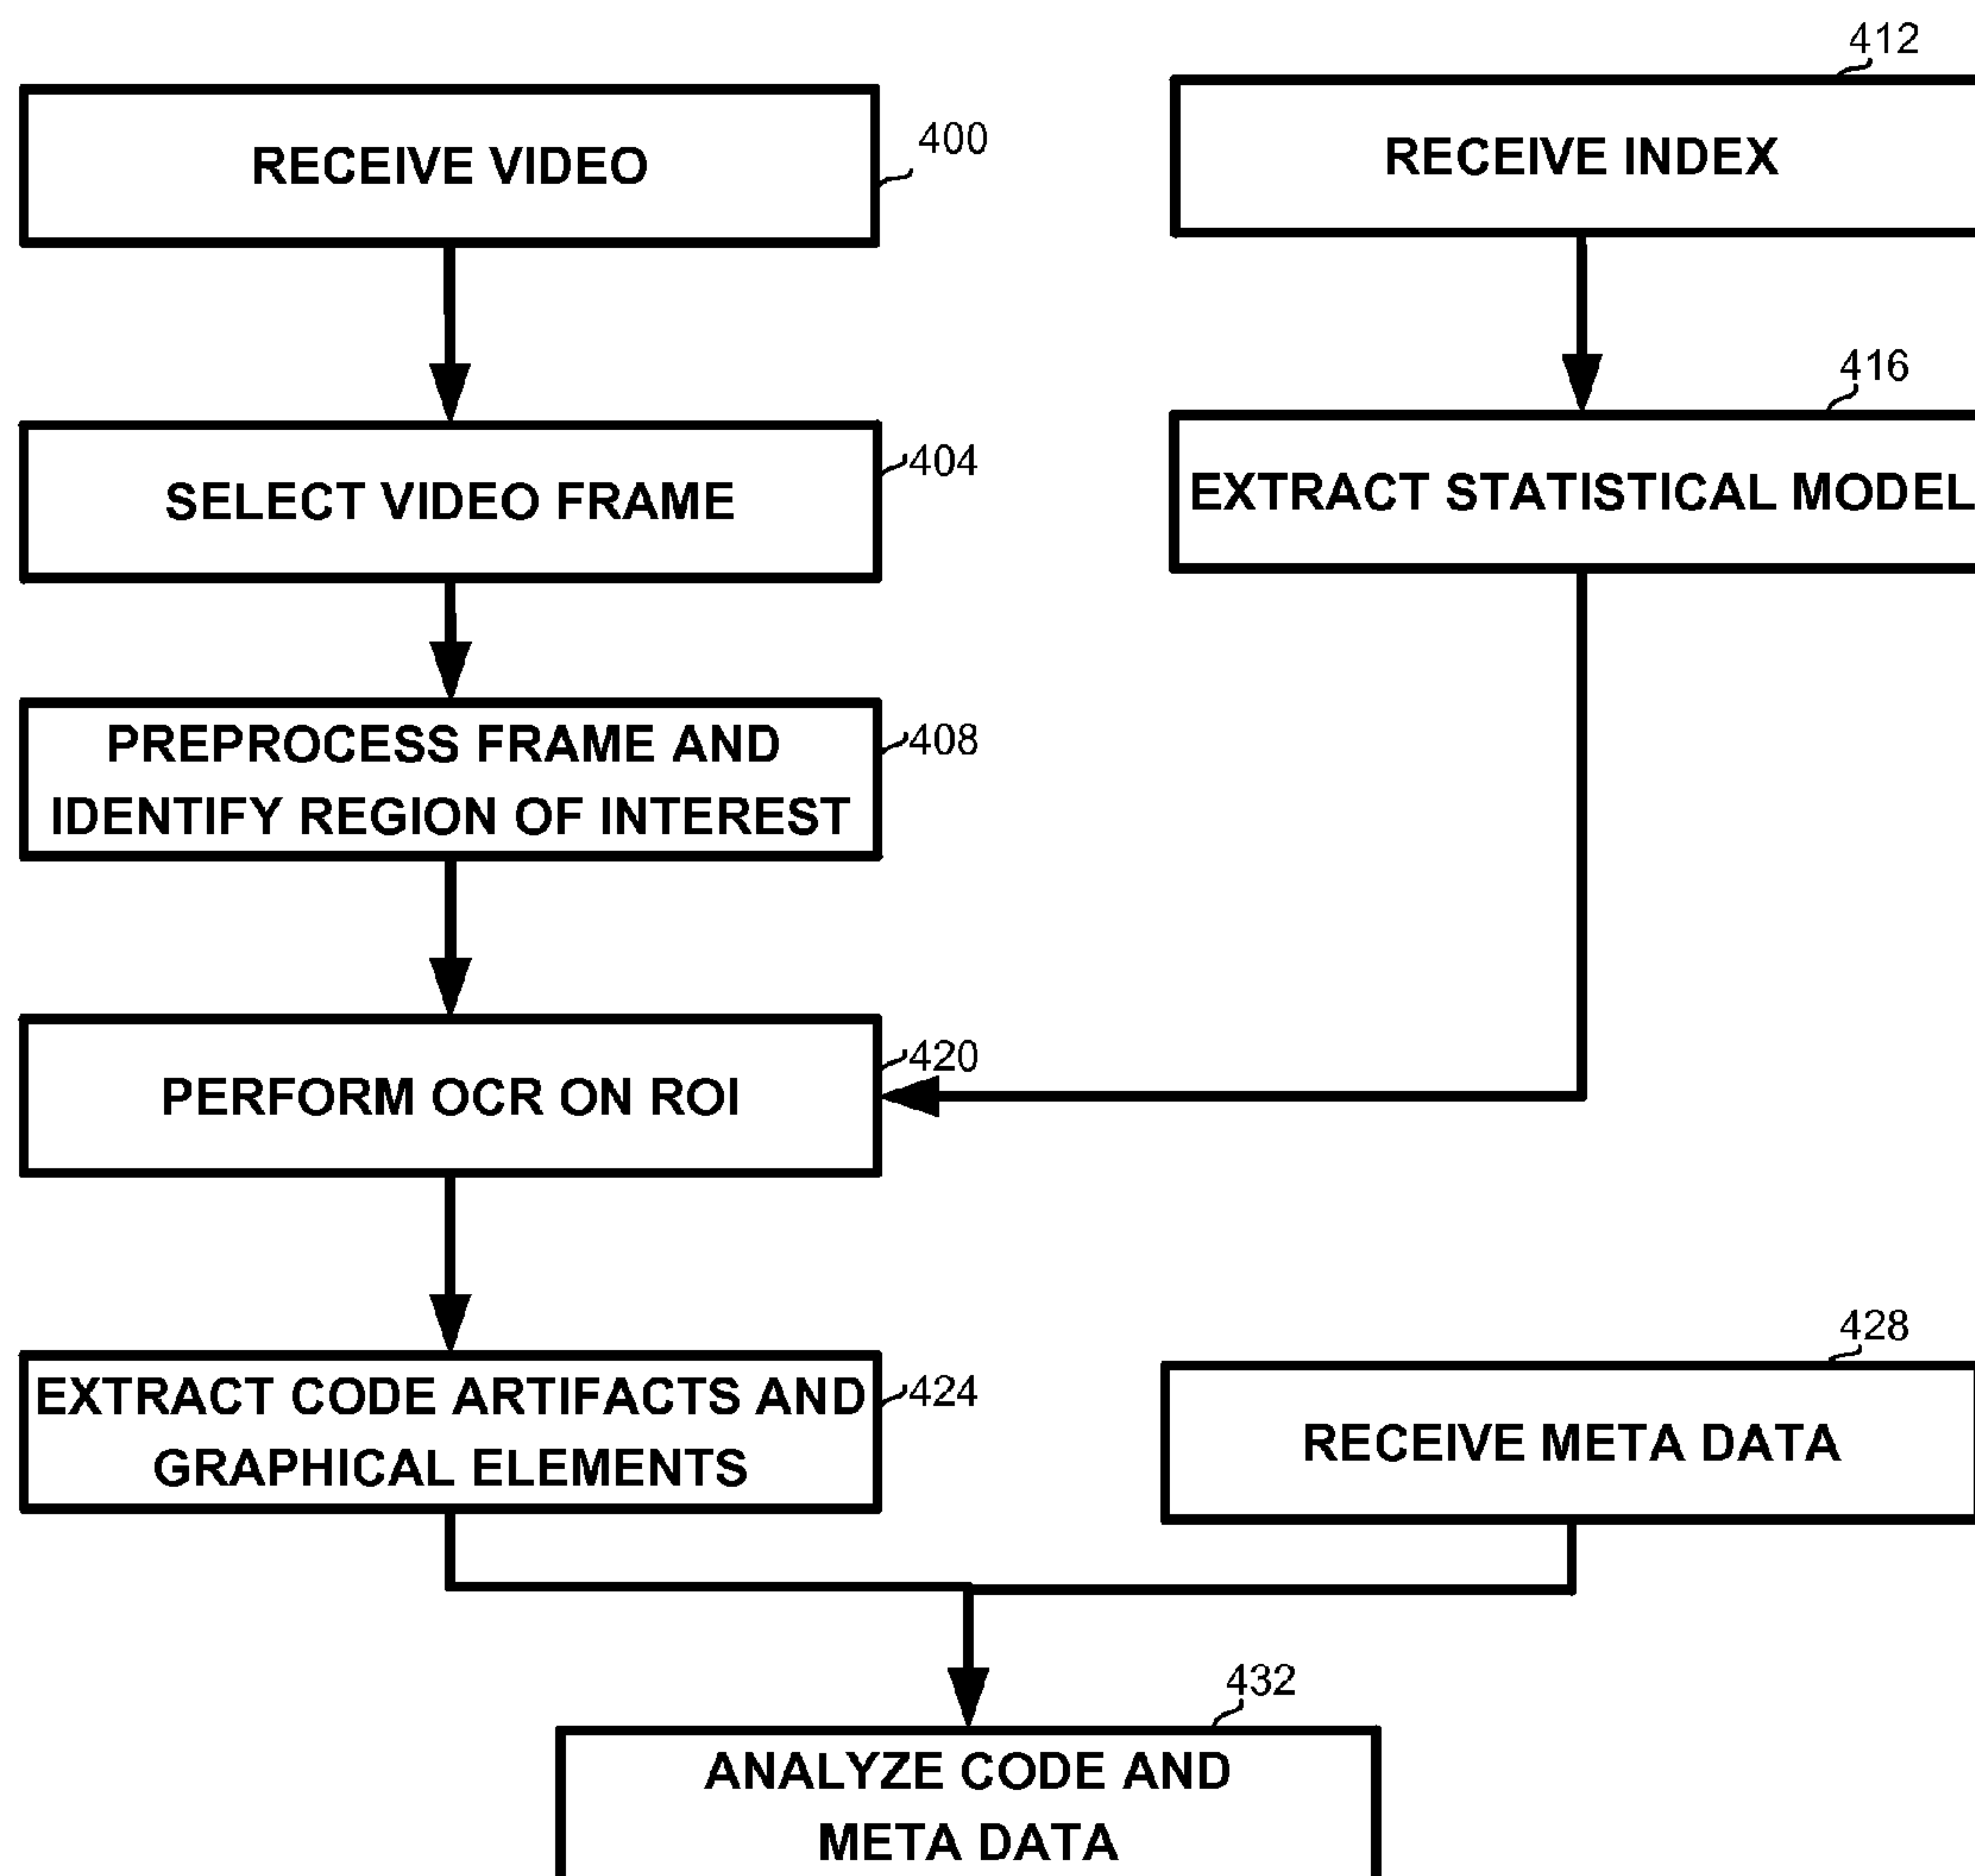 412
RECEIVE VIDEO
400
RECEIVE INDEX
416
SELECT VIDEO FRAME
404
EXTRACT STATISTICAL MODEL
PREPROCESS FRAME AND
IDENTIFY REGION OF INTEREST
408
PERFORM OCR ON ROI
420
EXTRACT CODE ARTIFACTS AND
GRAPHICAL ELEMENTS
424
428
RECEIVE META DATA
432
ANALYZE CODE AND
META DATA